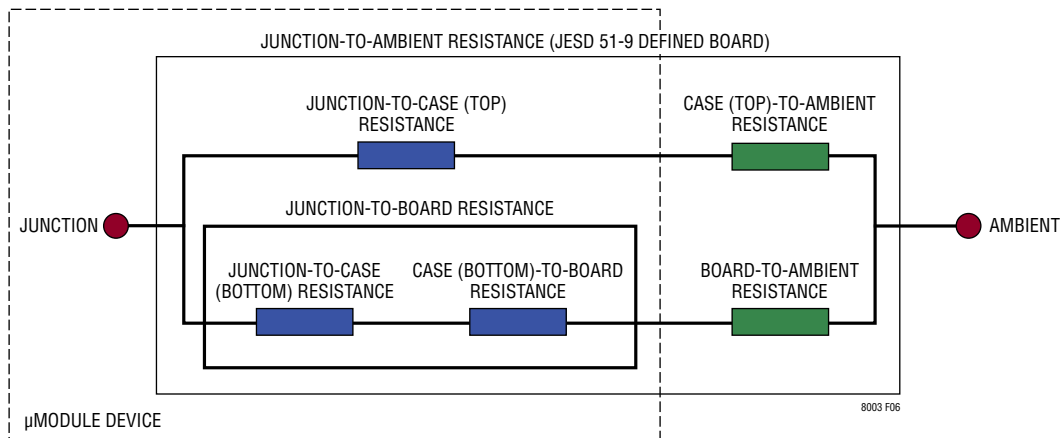 JUNCTION-TO-AMBIENT RESISTANCE (JESD 51-9 DEFINED BOARD)
JUNCTION-TO-CASE (TOP)
RESISTANCE
CASE (TOP)-TO-AMBIENT
RESISTANCE
JUNCTION
JUNCTION-TO-BOARD RESISTANCE
AMBIENT
JUNCTION-TO-CASE
(BOTTOM) RESISTANCE
CASE (BOTTOM)-TO-BOARD
RESISTANCE
BOARD-TO-AMBIENT
RESISTANCE
8003 F06
µMODULE DEVICE